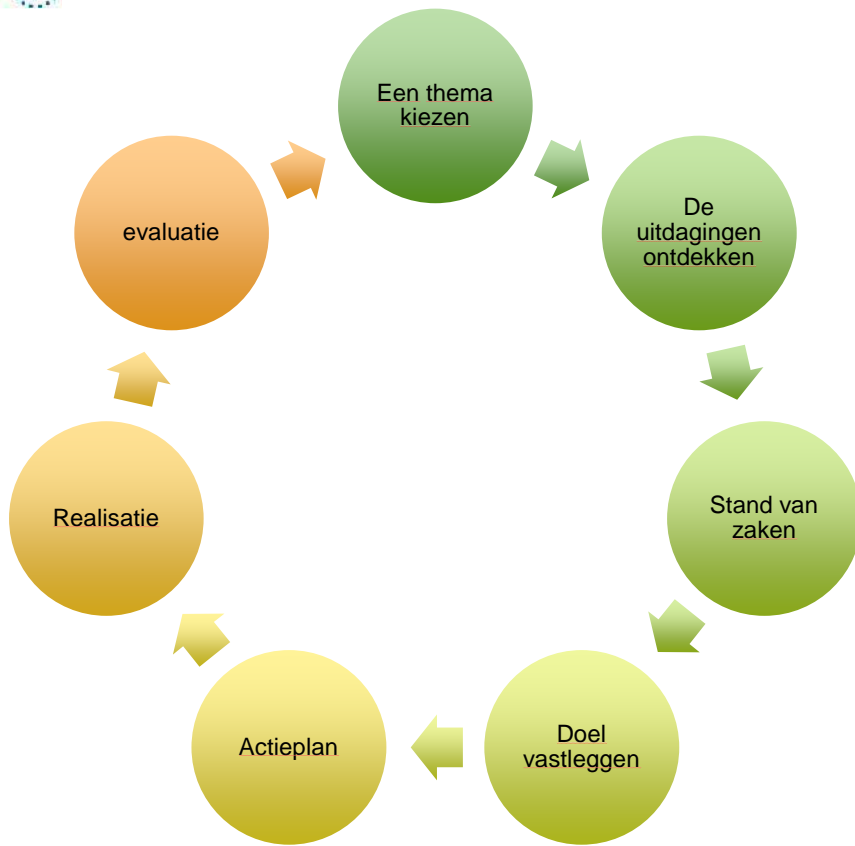 Een thema
kiezen
De
uitdagingen
ontdekken
Stand van
zaken
Doel
vastleggen
Actieplan
Realisatie
evaluatie